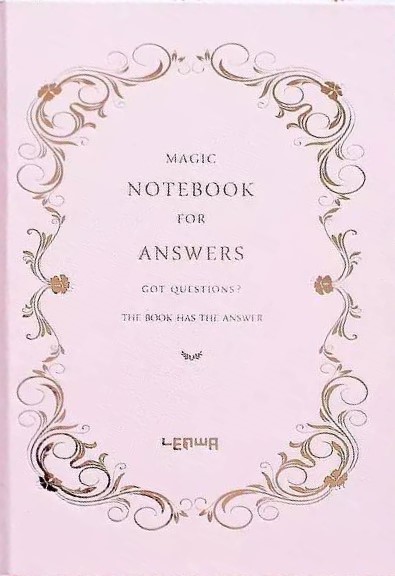 MAGIC
NOTEBOOK
FOR
ANSWERS
GOT QUESTIONS?
THE BOOK HAS THE ANSWER
LENWA